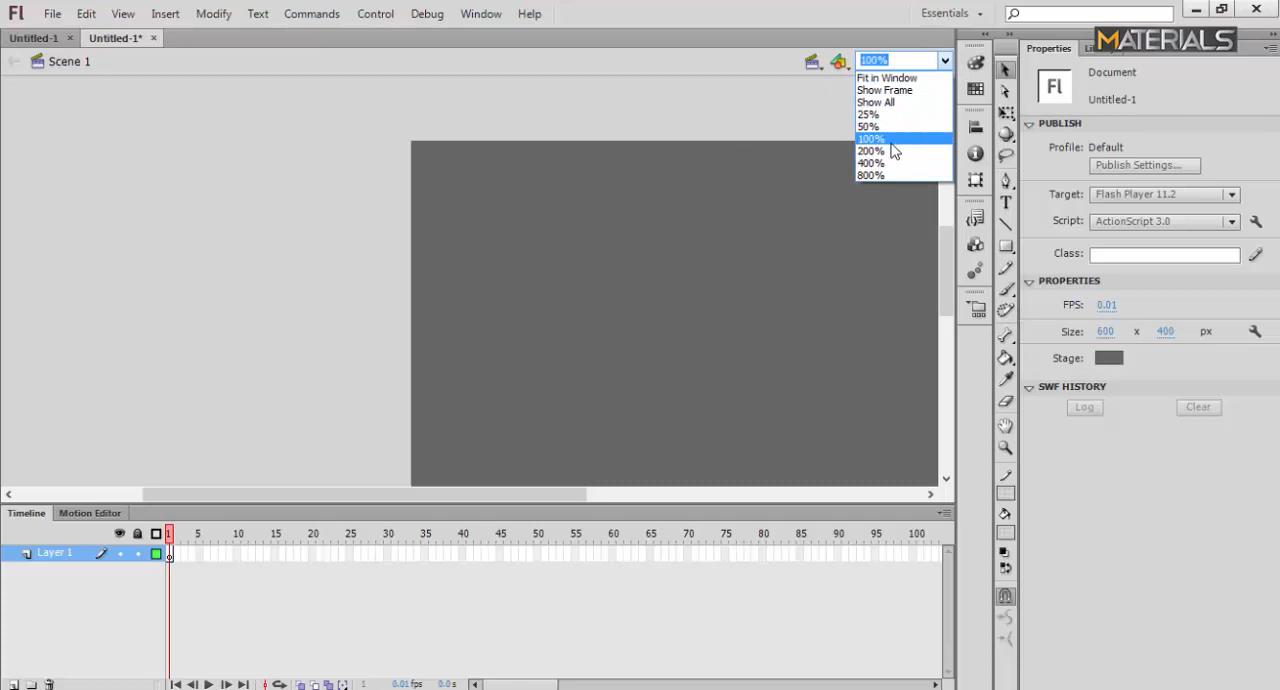 Fl File Edit View Insert Modify Text Commands Control Debug Window Help Essentials
Untitled-1 × Untitled-1* ×
MATERIALS
Scene 1
100%
Fit in Window
Show Frame
Show All
25%
50%
100%
200%
400%
800%
Properties
Fl
Document
Untitled-1
PUBLISH
Profile: Default
Publish Settings...
Target: Flash Player 11.2
Script: ActionScript 3.0
Class:
PROPERTIES
FPS: 0.01
Size: 600 x 400 px
Stage:
SWF HISTORY
Log Clear
T
Timeline Motion Editor
1 5 10 15 20 25 30 35 40 45 50 55 60 65 70 75 80 85 90 95 100
Layer 1
1 0.01 fps 0.0 s